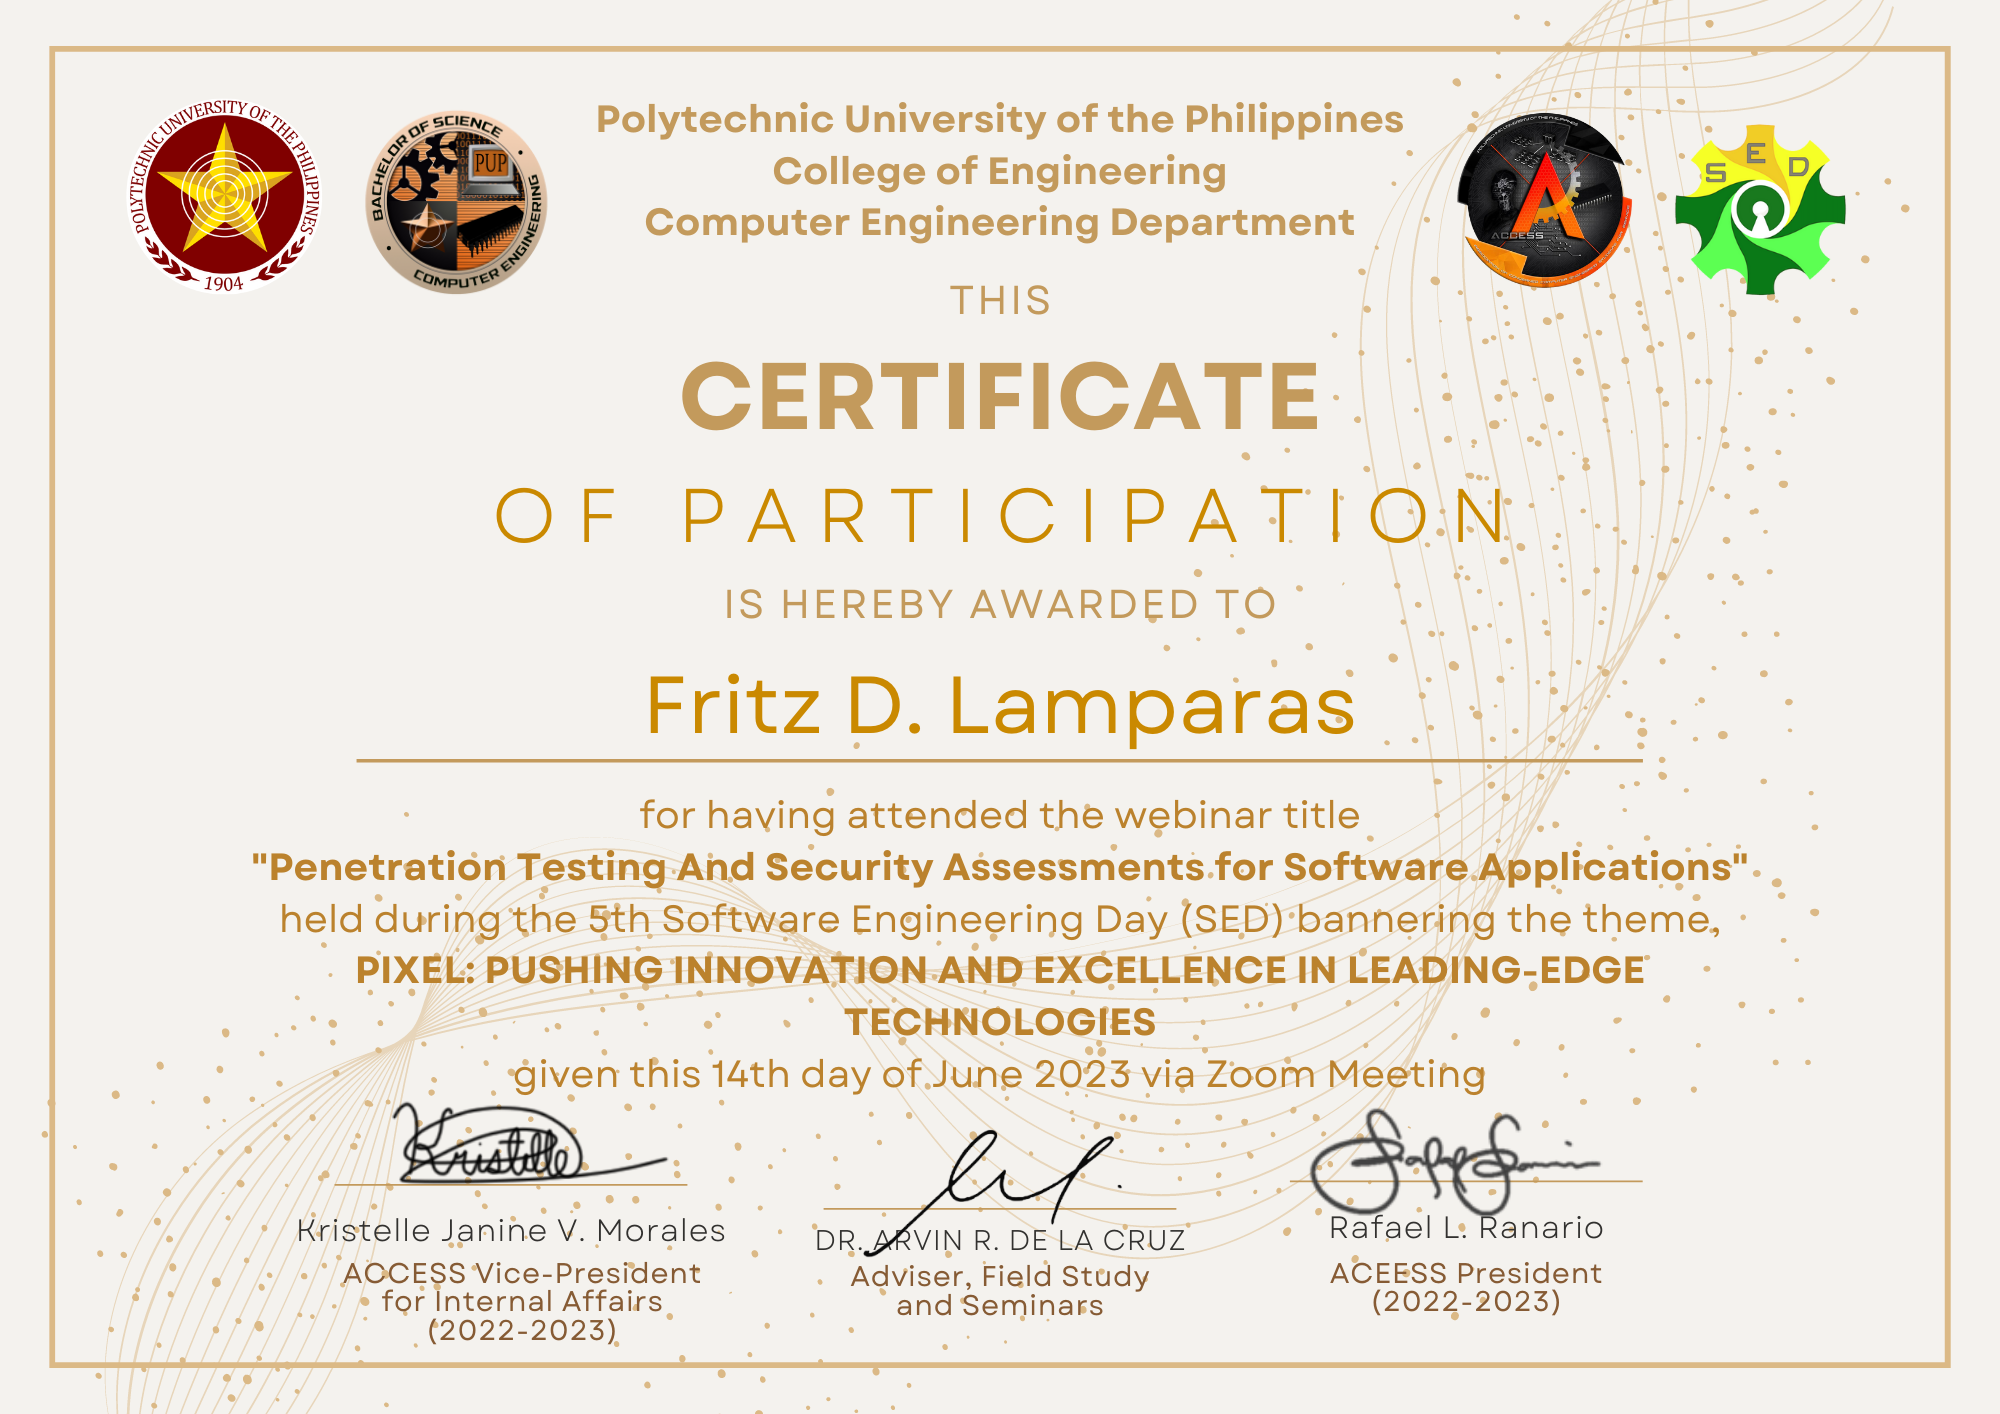 POLYTECHNIC UNIVERSITY OF THE PHILIPPINES
1904
BACHELOR OF SCIENCE
PUP
COMPUTER ENGINEERING
Polytechnic University of the Philippines
College of Engineering
Computer Engineering Department
ACCESS
S E D
THIS
CERTIFICATE
OF PARTICIPATION
IS HEREBY AWARDED TO
Fritz D. Lamparas
for having attended the webinar title
"Penetration Testing And Security Assessments for Software Applications"
held during the 5th Software Engineering Day (SED) bannering the theme,
PIXEL: PUSHING INNOVATION AND EXCELLENCE IN LEADING-EDGE
TECHNOLOGIES
given this 14th day of June 2023 via Zoom Meeting
Kristelle
Kristelle Janine V. Morales
ACCESS Vice-President
for Internal Affairs
(2022-2023)
DR. ARVIN R. DE LA CRUZ
Adviser, Field Study
and Seminars
Rafael L. Ranario
ACEESS President
(2022-2023)